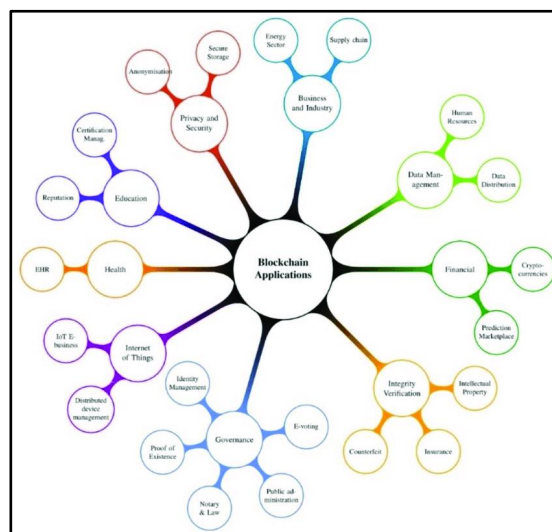 Energy
Sector
Supply chain
Business
and Industry
Secure
Storage
Anonymisation
Privacy and
Security
Human
Resources
Data Man-
agement
Data
Distribution
Certification
Manag.
Reputation
Education
Blockchain
Applications
EHR
Health
Financial
Crypto-
currencies
Prediction
Marketplace
IoT E-
business
Internet
of Things
Distributed
device
management
Identity
Management
Proof of
Existence
Governance
E-voting
Notary
& Law
Public ad-
ministration
Integrity
Verification
Intellectual
Property
Counterfeit
Insurance